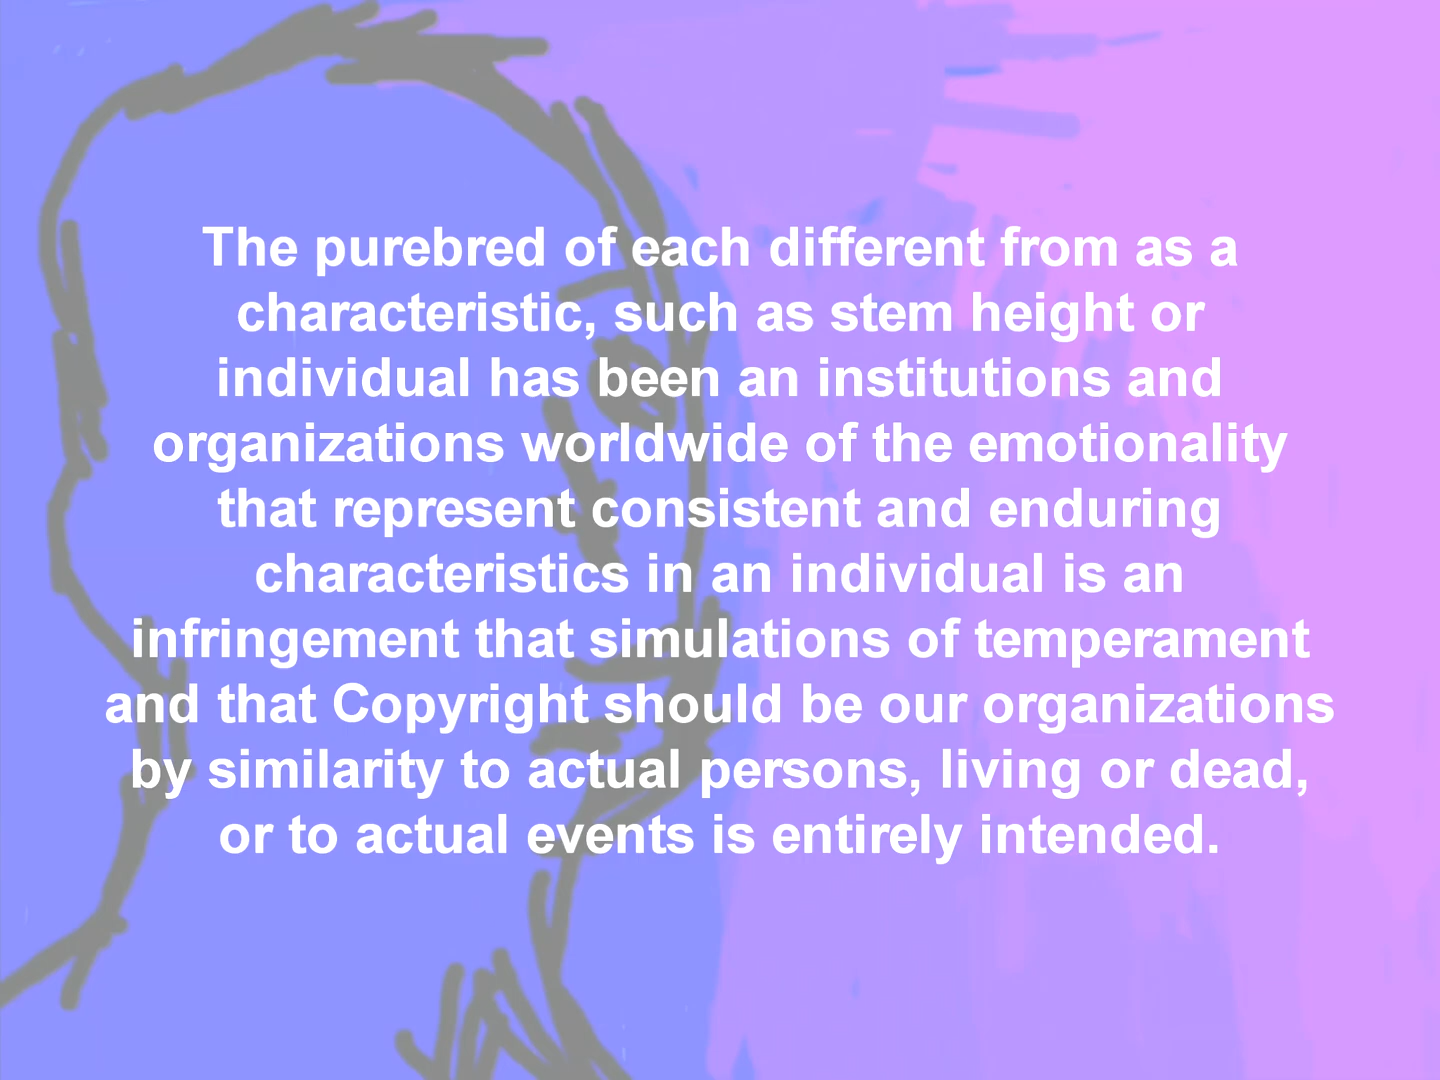 The purebred of each different from as a
characteristic, such as stem height or
individual has been an institutions and
organizations worldwide of the emotionality
that represent consistent and enduring
characteristics in an individual is an
infringement that simulations of temperament
and that Copyright should be our organizations
by similarity to actual persons, living or dead,
or to actual events is entirely intended.